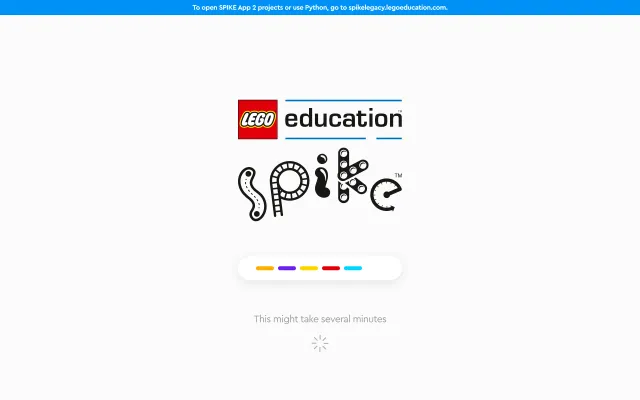 To open SPIKE App 2 projects or use Python, go to spikelegacy.legoeducation.com.
LEGO education™
spike™
This might take several minutes